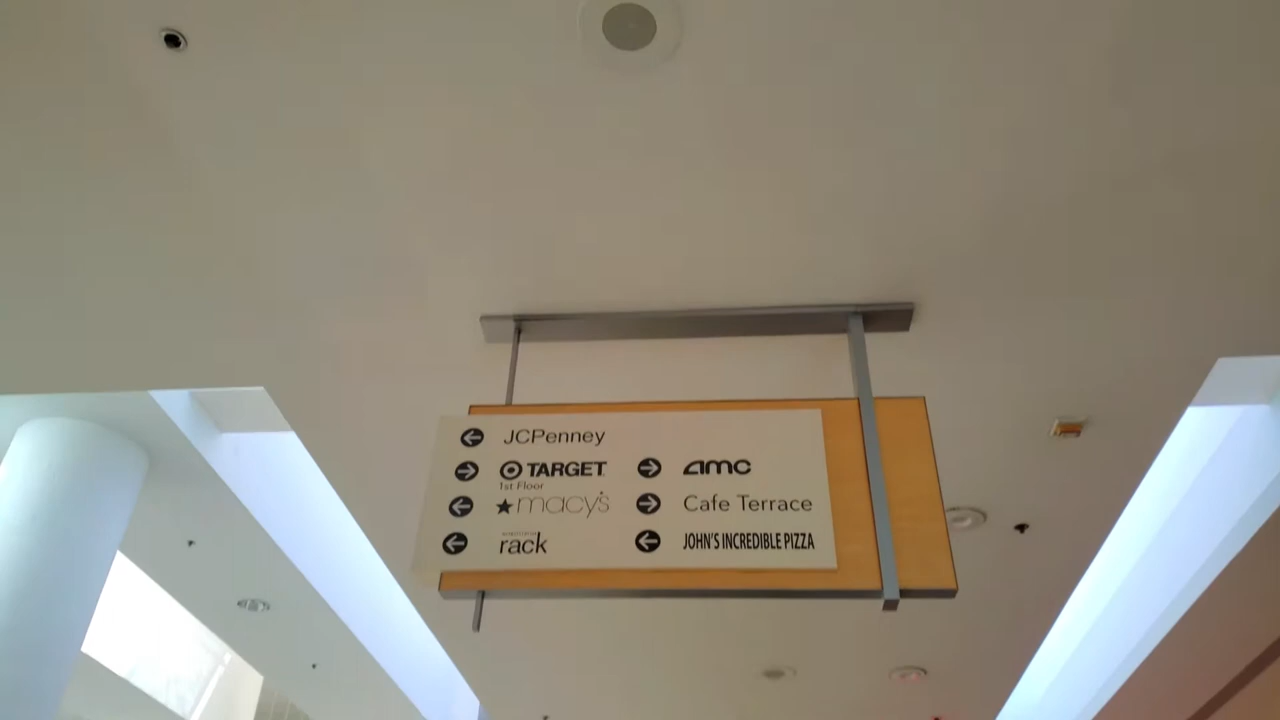 JCPenney
TARGET
1st Floor
macy's
rack
amc
Cafe Terrace
JOHN'S INCREDIBLE PIZZA